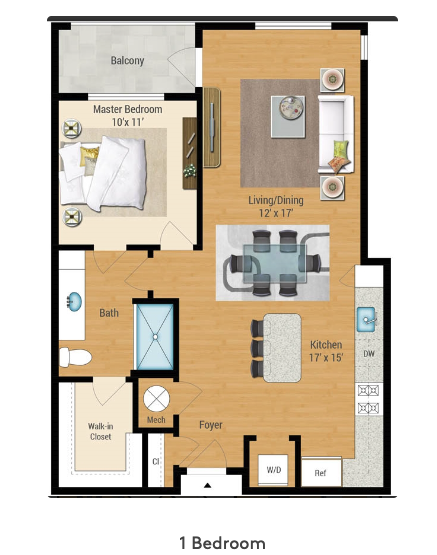 Balcony
Master Bedroom
10'x 11'
Living/Dining
12' x 17'
Bath
Kitchen
17' x 15'
DW
Mech
Walk-in
Closet
Foyer
Cl
W/D
Ref
1 Bedroom